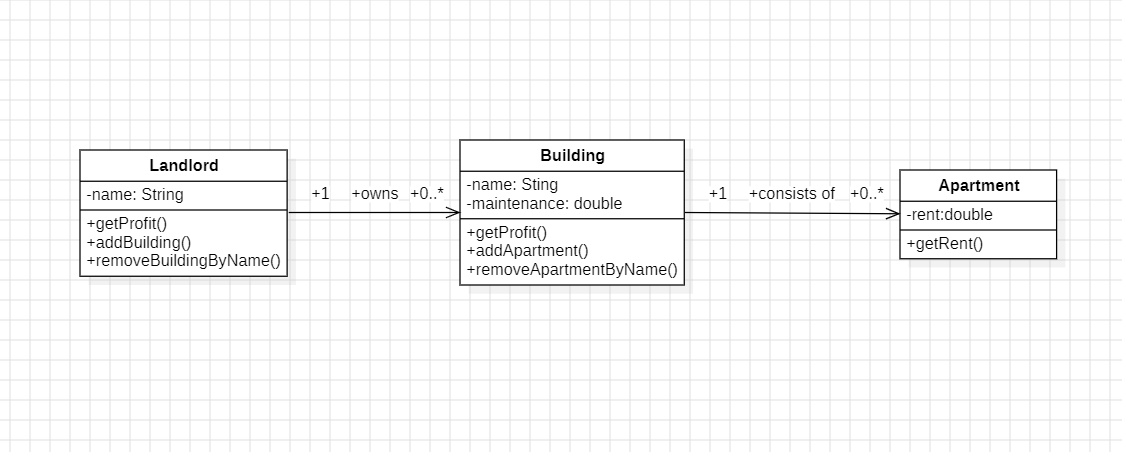 Landlord
-name: String
+getProfit()
+addBuilding()
+removeBuildingByName()
+1 +owns +0..*
Building
-name: Sting
-maintenance: double
+getProfit()
+addApartment()
+removeApartmentByName()
+1 +consists of +0..*
Apartment
-rent:double
+getRent()